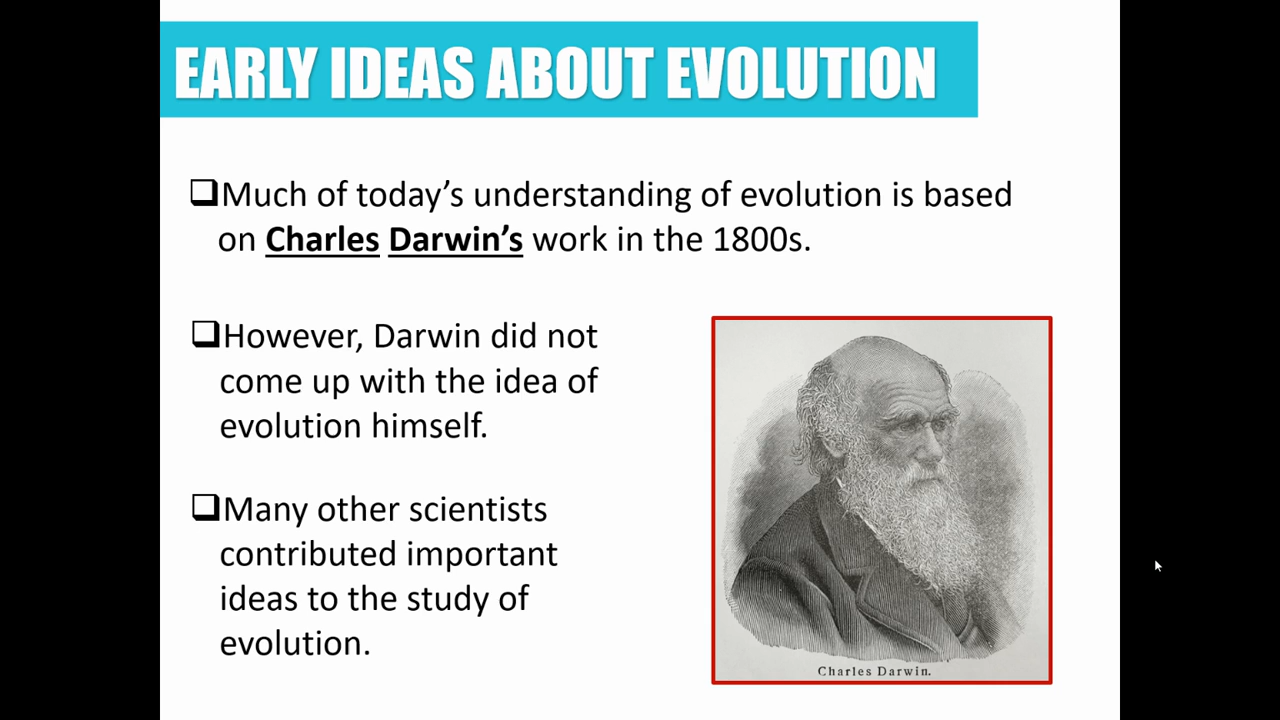 EARLY IDEAS ABOUT EVOLUTION
❑Much of today’s understanding of evolution is based
on Charles Darwin’s work in the 1800s.
❑However, Darwin did not
come up with the idea of
evolution himself.
❑Many other scientists
contributed important
ideas to the study of
evolution.
Charles Darwin.